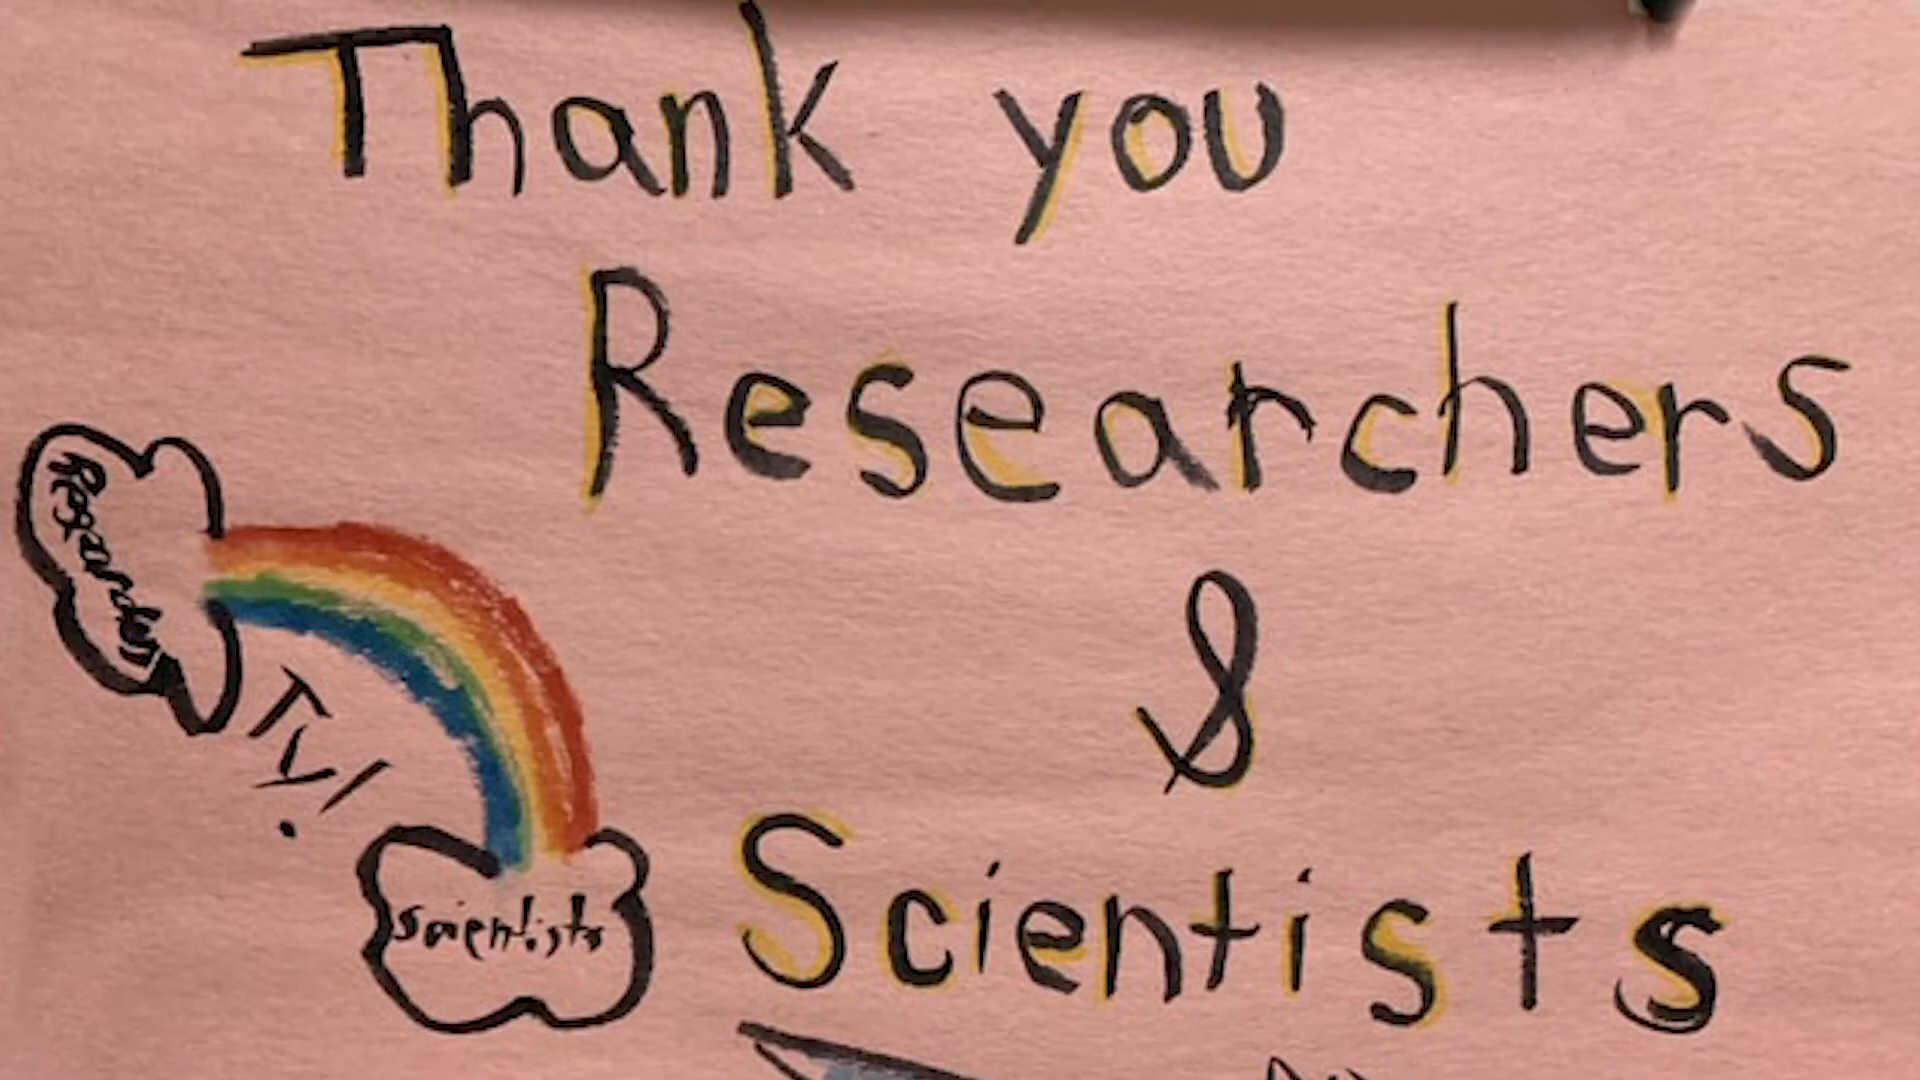 Thank you
Researchers
&
Scientists
Researchers
Ty!
scientists